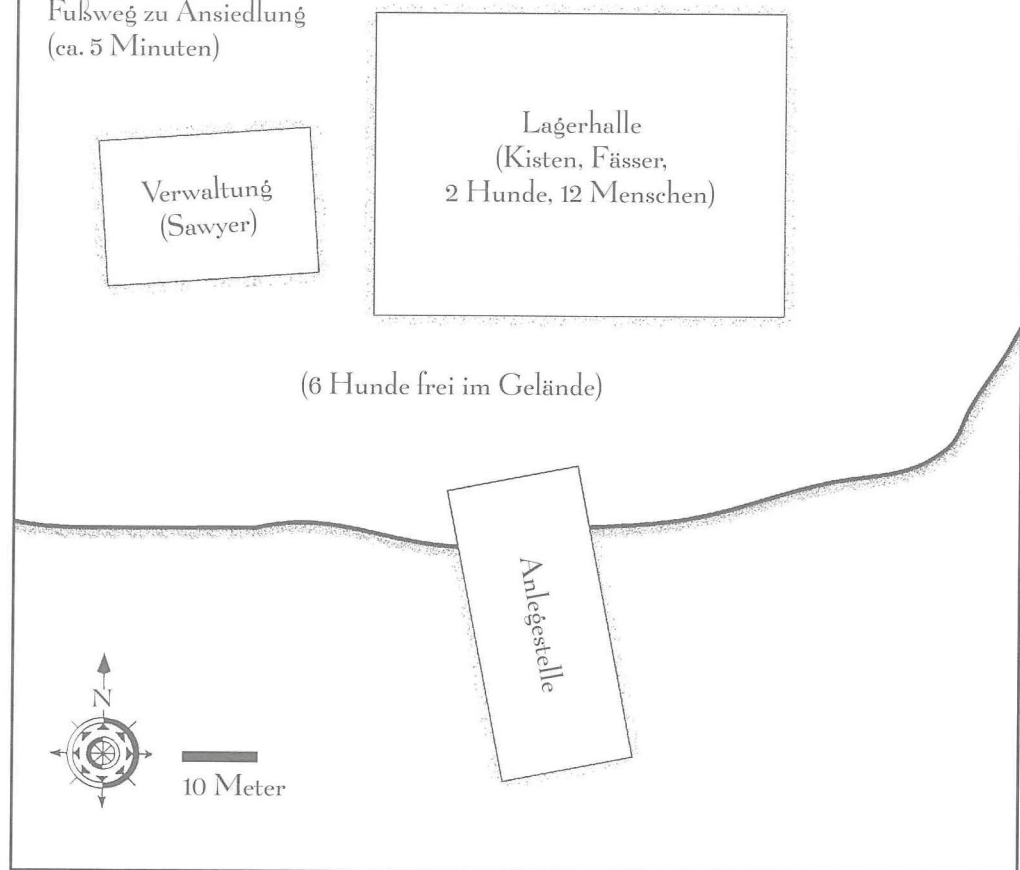 Fußweg zu Ansiedlung
(ca. 5 Minuten)
Lagerhalle
(Kisten, Fässer,
2 Hunde, 12 Menschen)
Verwaltung
(Sawyer)
(6 Hunde frei im Gelände)
Anlegestelle
N
10 Meter